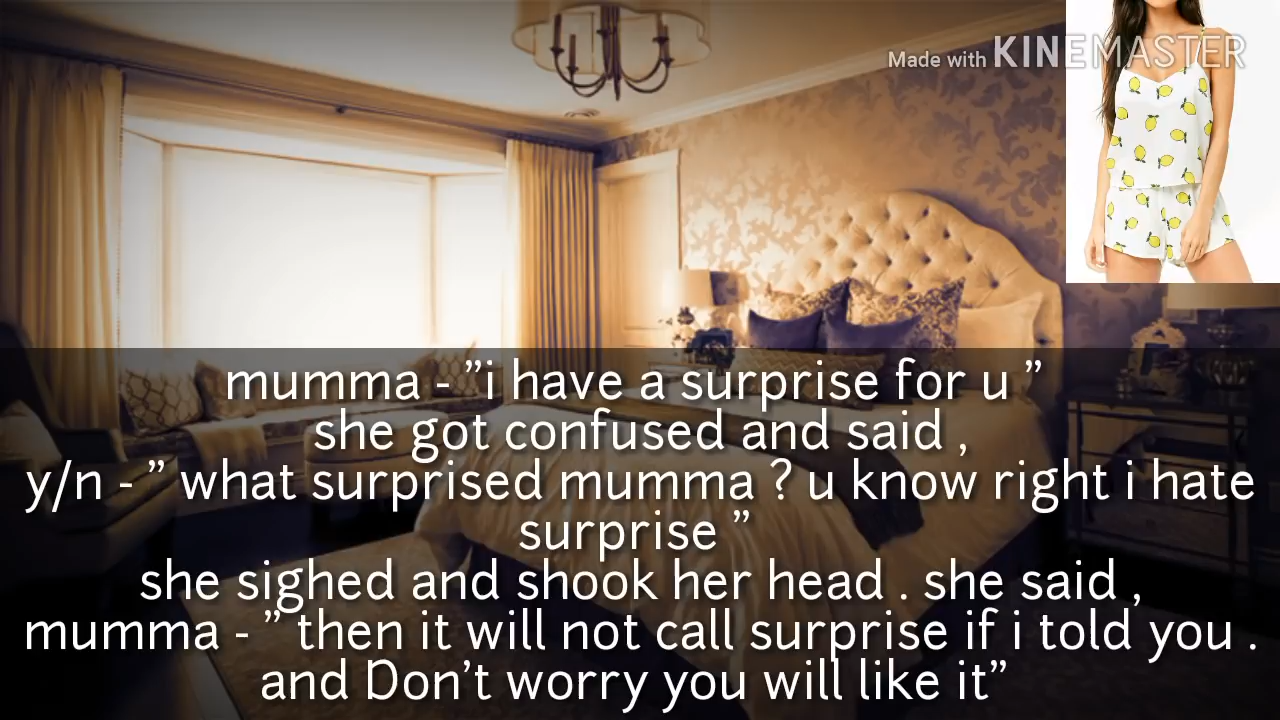 Made with KINEMASTER
mumma - ”i have a surprise for u ”
she got confused and said ,
y/n - ” what surprised mumma ? u know right i hate
surprise ”
she sighed and shook her head . she said ,
mumma - ” then it will not call surprise if i told you .
and Don’t worry you will like it”